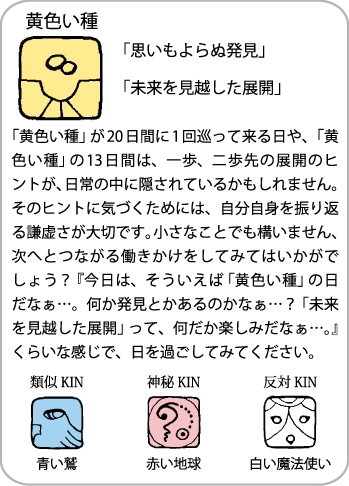 黄色い種
「思いもよらぬ発見」
「未来を見越した展開」
「黄色い種」が20日間に1回巡って来る日や、「黄
色い種」の13日間は、一歩、二歩先の展開のヒ
ントが、日常の中に隠されているかもしれません。
そのヒントに気づくためには、自分自身を振り返
る謙虚さが大切です。小さなことでも構いません、
次へとつながる働きかけをしてみてはいかがで
しょう？『今日は、そういえば「黄色い種」の日
だなぁ…。何か発見とかあるのかなぁ…？「未来
を見越した展開」って、何だか楽しみだなぁ…。』
くらいな感じで、日を過ごしてみてください。
類似 KIN 神秘 KIN 反対 KIN
青い鷲 赤い地球 白い魔法使い